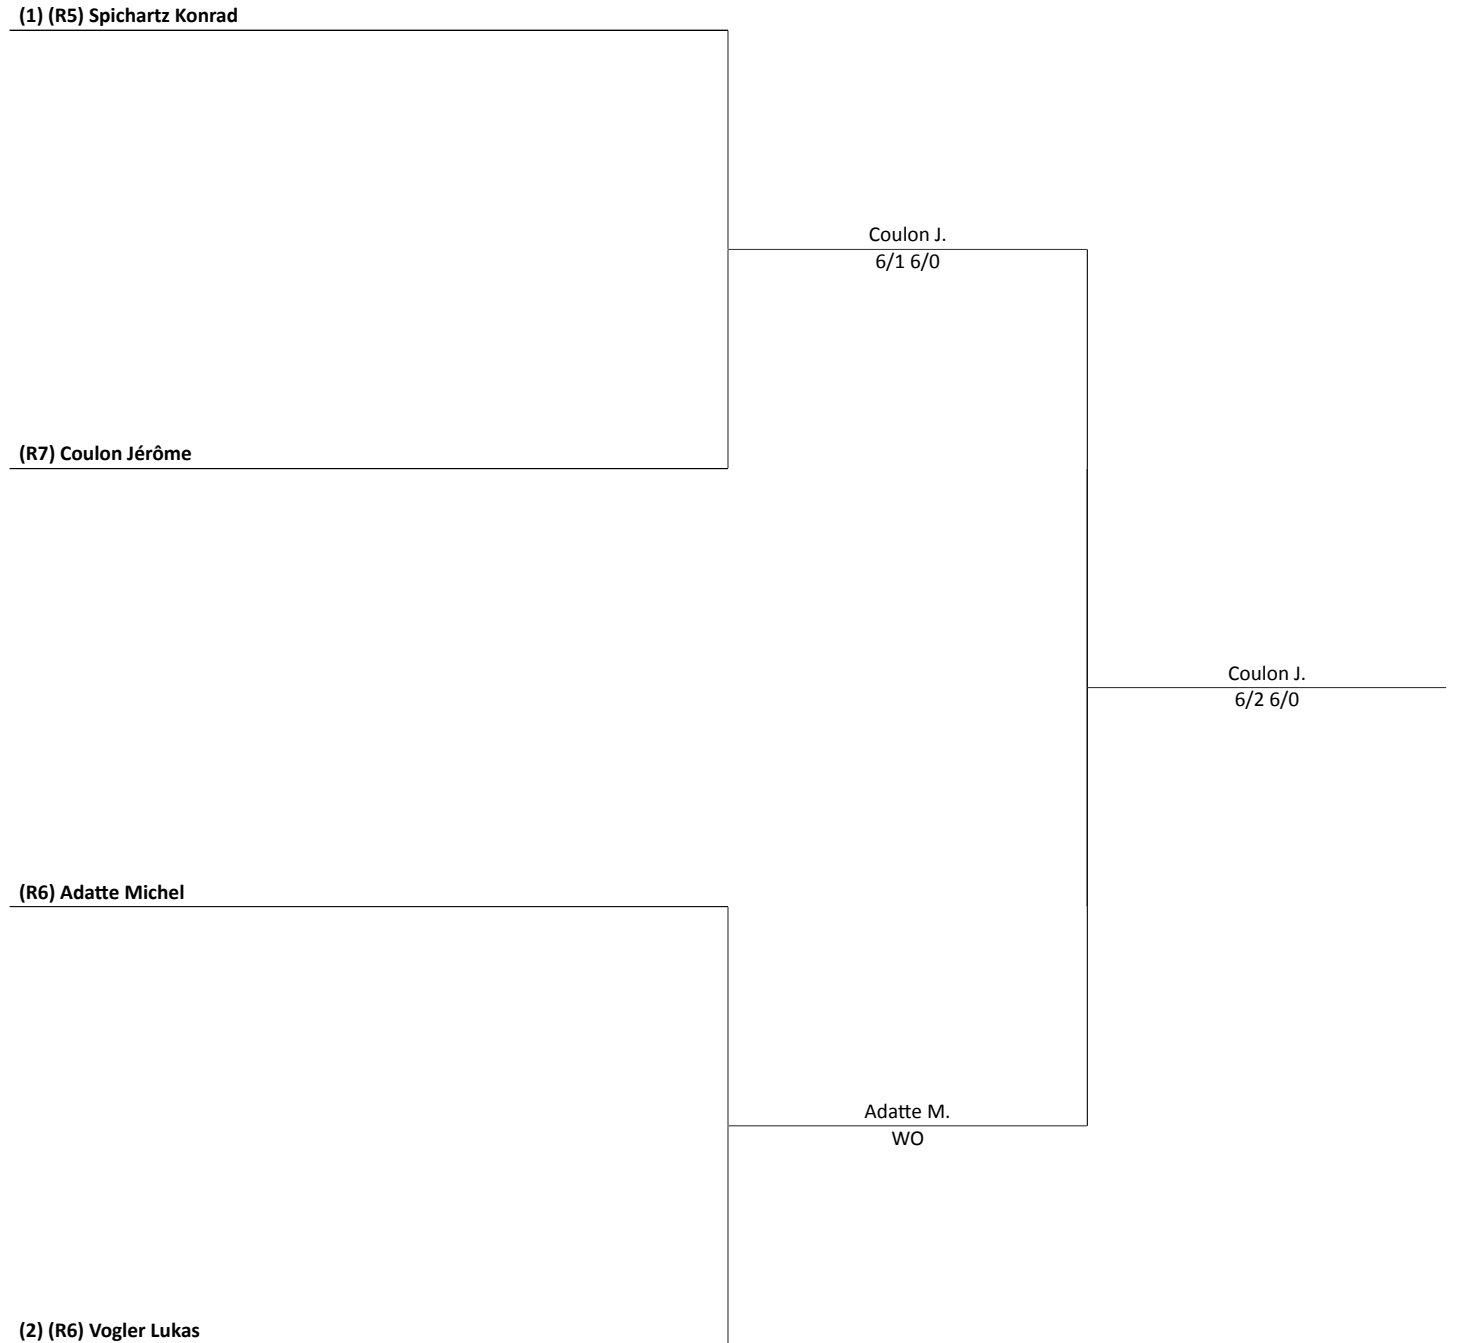 (1) (R5) Spichartz Konrad
Coulon J.
6/1 6/0
(R7) Coulon Jérôme
Coulon J.
6/2 6/0
(R6) Adatte Michel
Adatte M.
WO
(2) (R6) Vogler Lukas